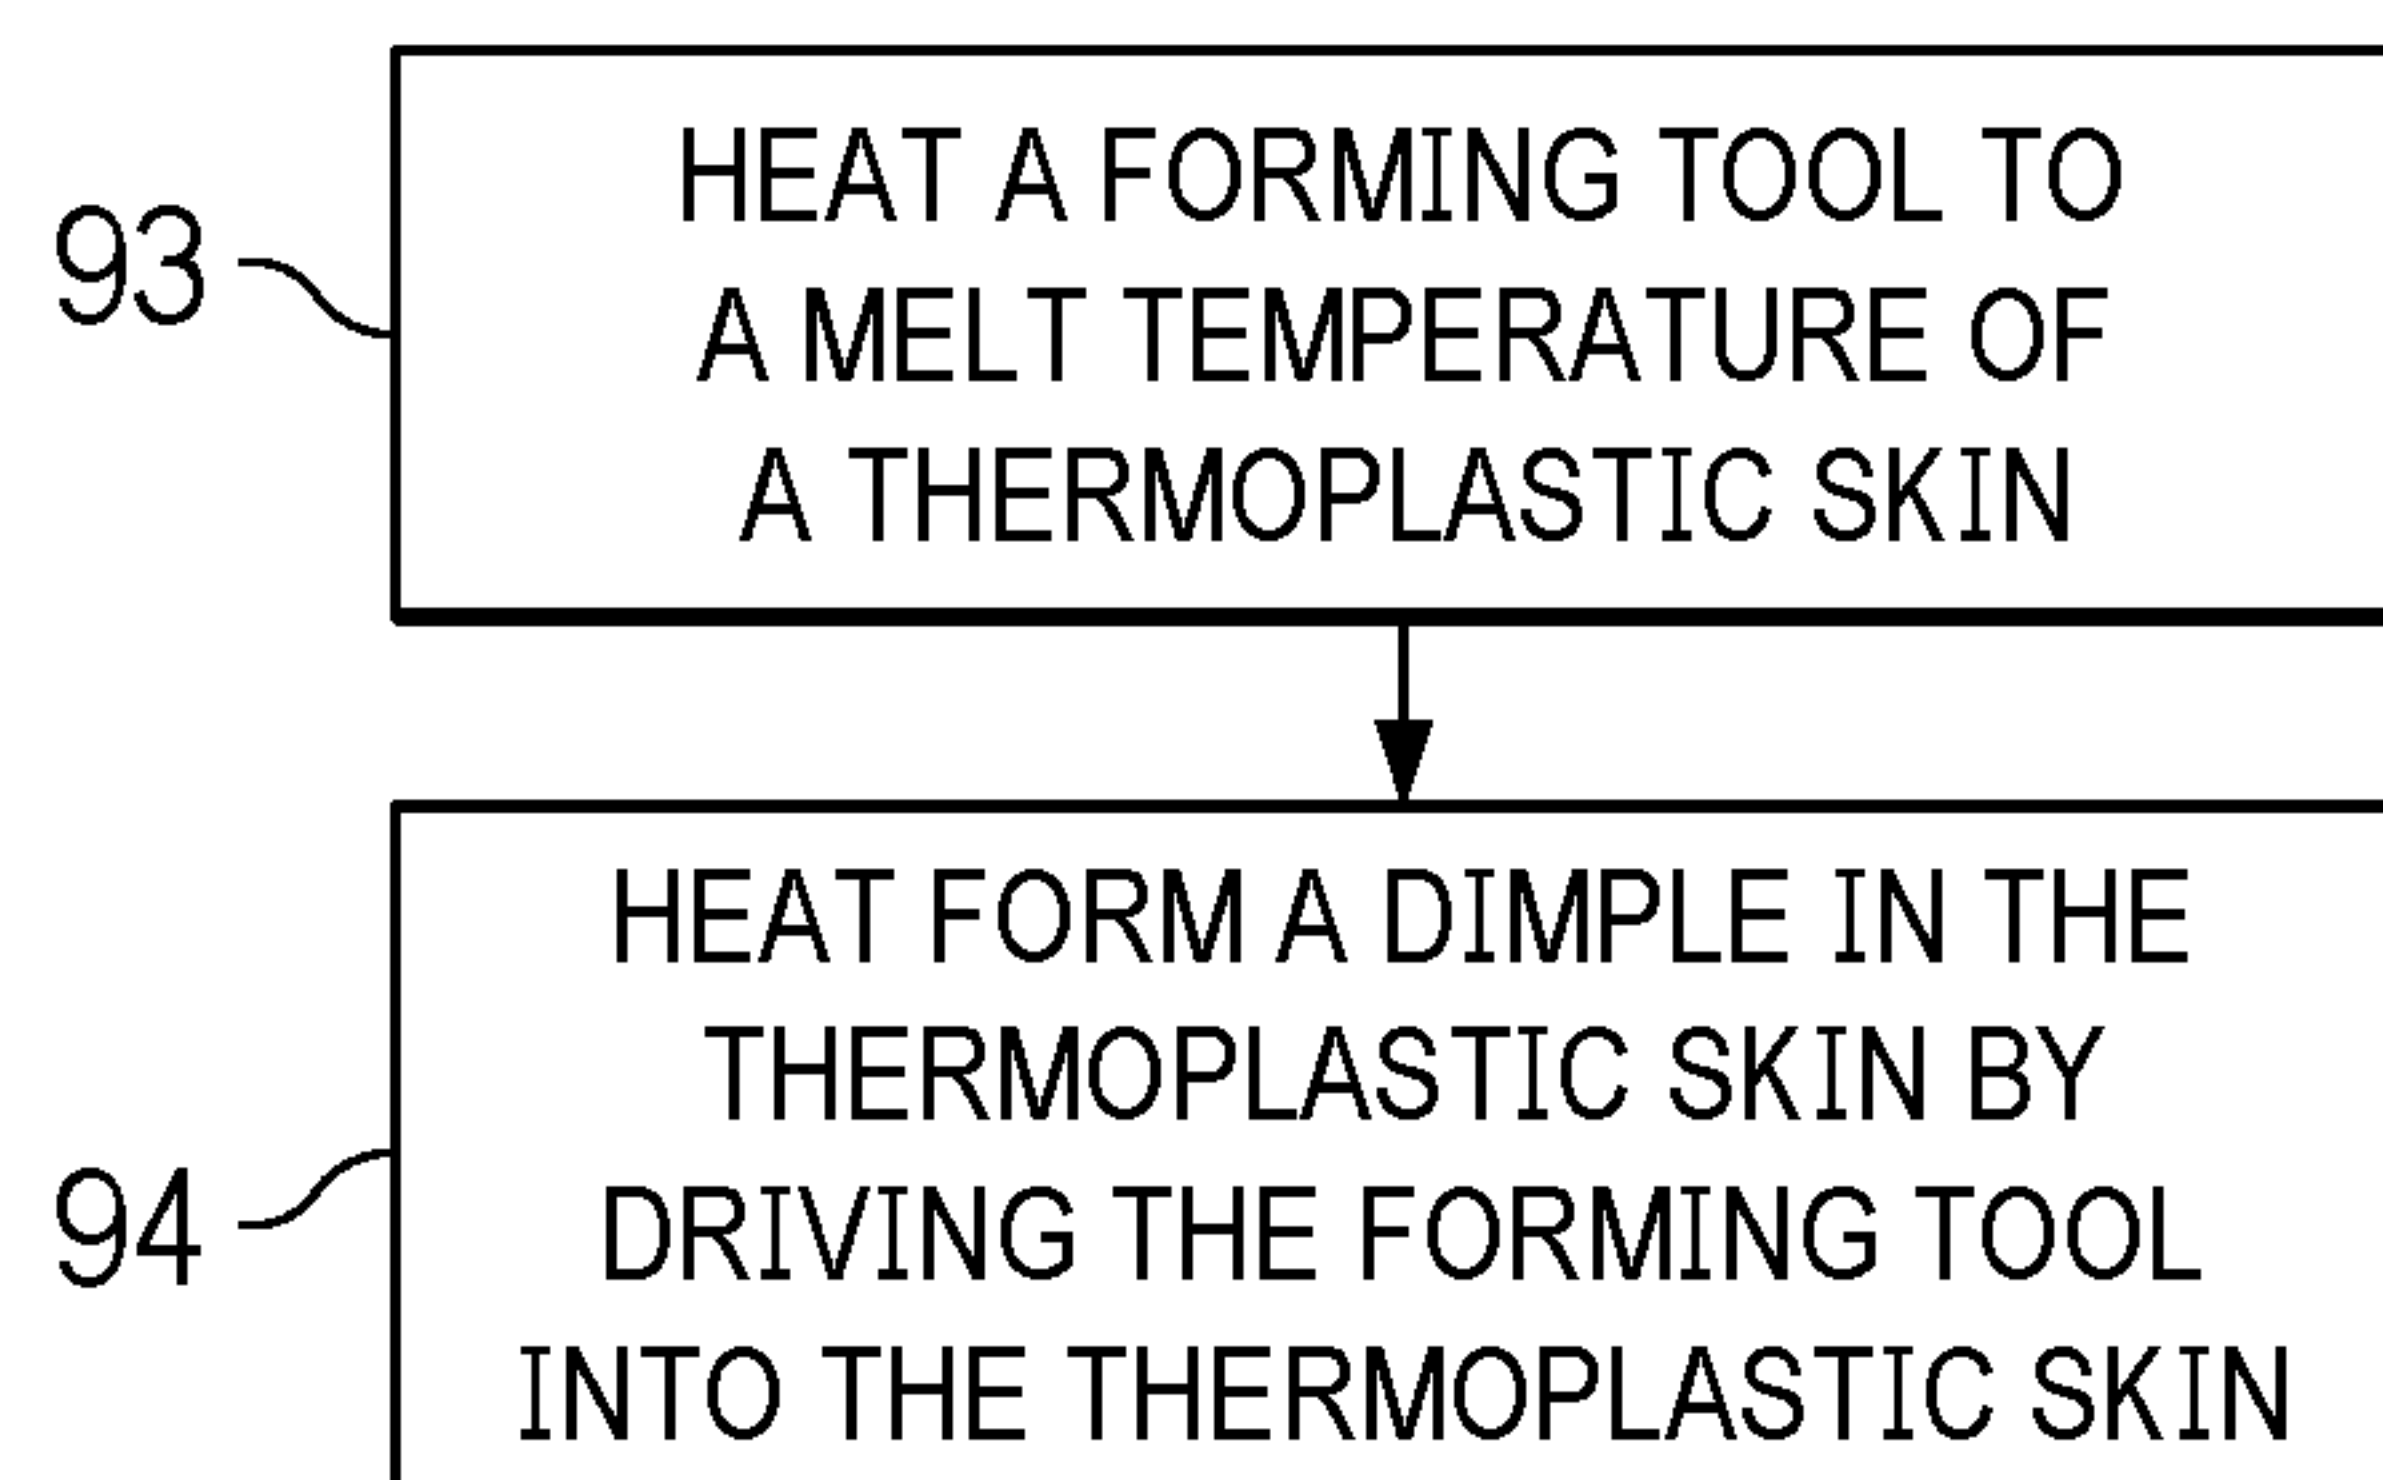 93
HEAT A FORMING TOOL TO
A MELT TEMPERATURE OF
A THERMOPLASTIC SKIN
94
HEAT FORM A DIMPLE IN THE
THERMOPLASTIC SKIN BY
DRIVING THE FORMING TOOL
INTO THE THERMOPLASTIC SKIN